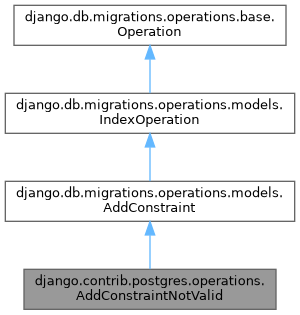 django.db.migrations.operations.base.
Operation
django.db.migrations.operations.models.
IndexOperation
django.db.migrations.operations.models.
AddConstraint
django.contrib.postgres.operations.
AddConstraintNotValid